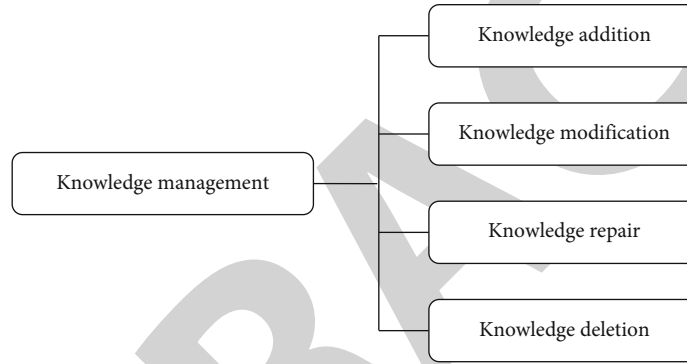 Knowledge addition
Knowledge modification
Knowledge management
Knowledge repair
Knowledge deletion